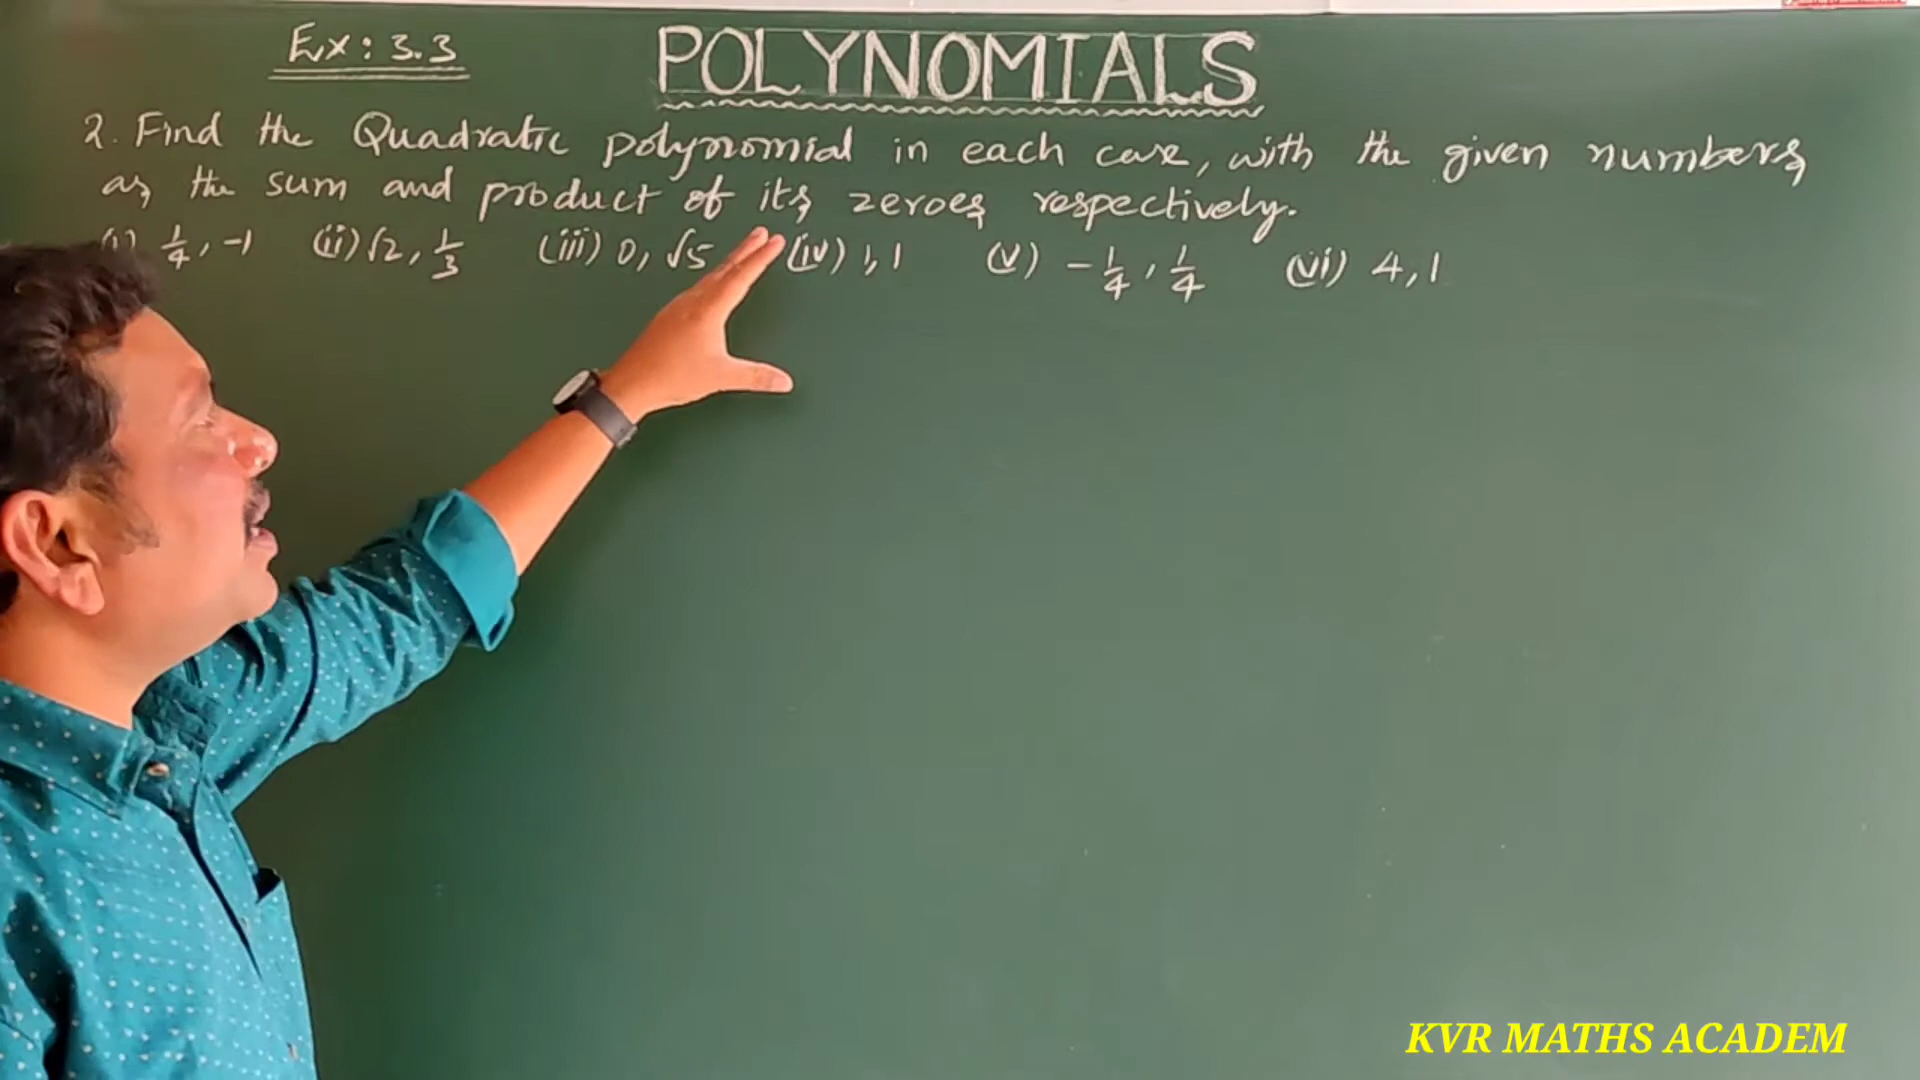 Ex: 3.3
POLYNOMIALS
2. Find the Quadratic polynomial in each case, with the given numbers
as the sum and product of its zeroes respectively.
(i) 1/4, -1 (ii) √2, 1/3 (iii) 0, √5 (iv) 1, 1 (v) -1/4, 1/4 (vi) 4, 1
KVR MATHS ACADEM